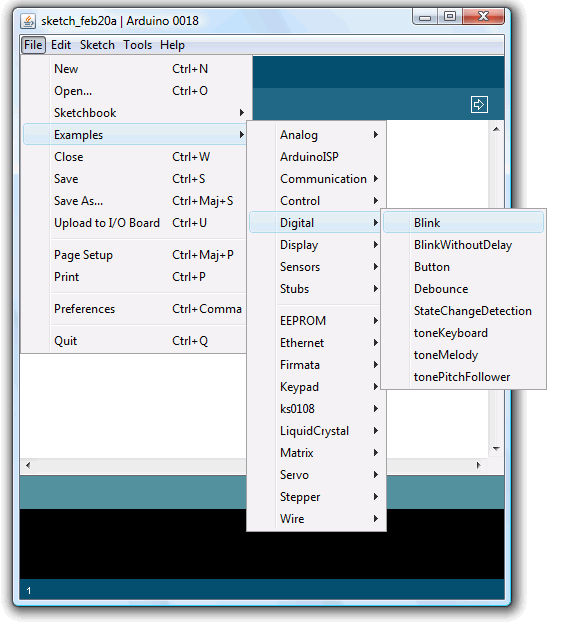 sketch_feb20a | Arduino 0018
File Edit Sketch Tools Help
New Ctrl+N
Open... Ctrl+O
Sketchbook
Examples
Close Ctrl+W
Save Ctrl+S
Save As... Ctrl+Maj+S
Upload to I/O Board Ctrl+U
Page Setup Ctrl+Maj+P
Print Ctrl+P
Preferences Ctrl+Comma
Quit Ctrl+Q
Analog
ArduinoISP
Communication
Control
Digital
Display
Sensors
Stubs
EEPROM
Ethernet
Firmata
Keypad
ks0108
LiquidCrystal
Matrix
Servo
Stepper
Wire
Blink
BlinkWithoutDelay
Button
Debounce
StateChangeDetection
toneKeyboard
toneMelody
tonePitchFollower
1